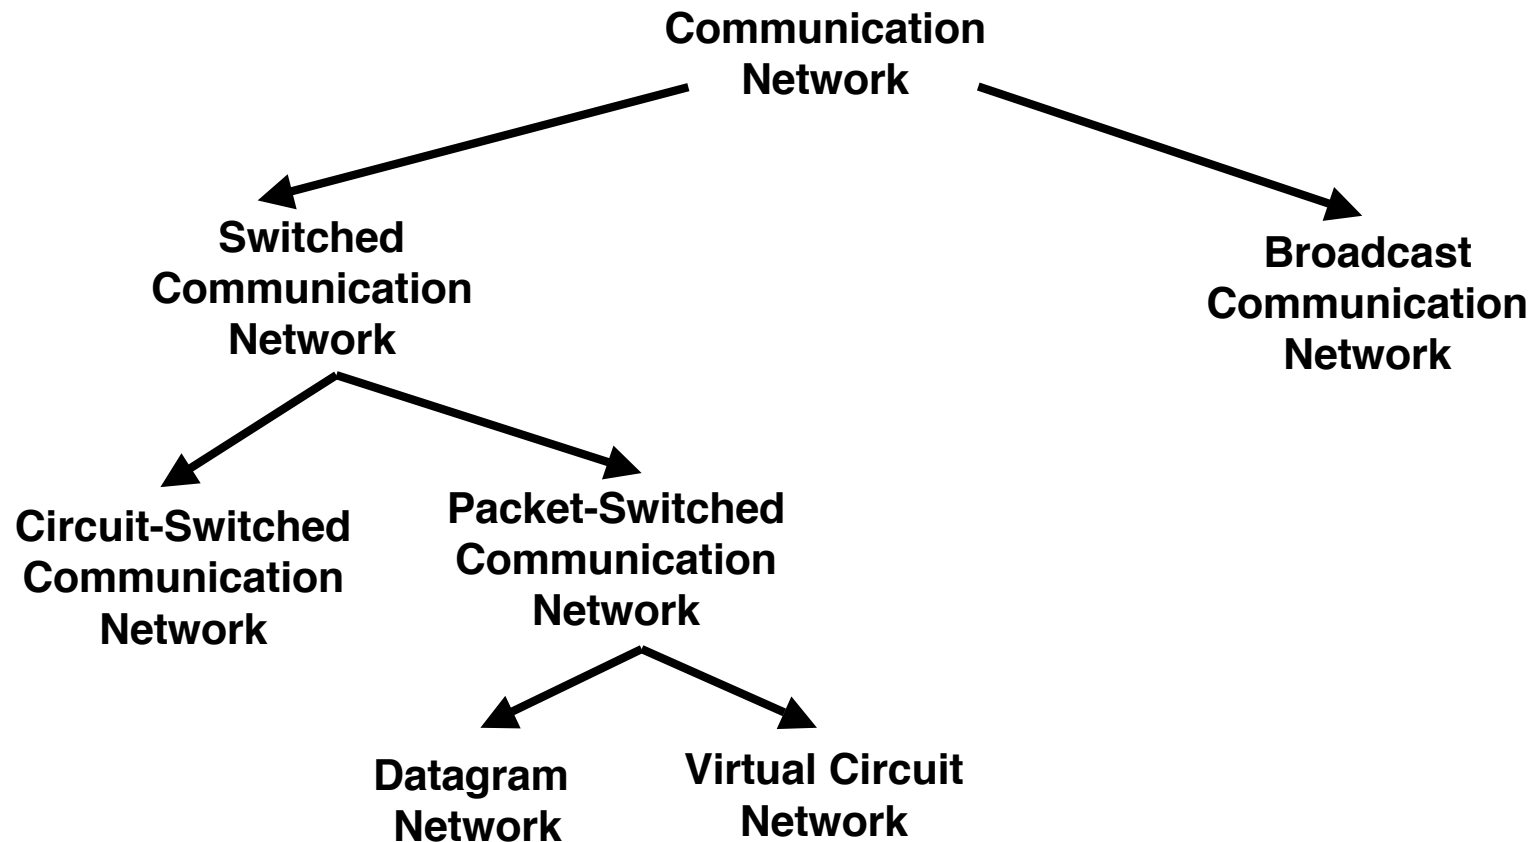 Communication
Network
Switched
Communication
Network
Broadcast
Communication
Network
Circuit-Switched
Communication
Network
Packet-Switched
Communication
Network
Datagram
Network
Virtual Circuit
Network